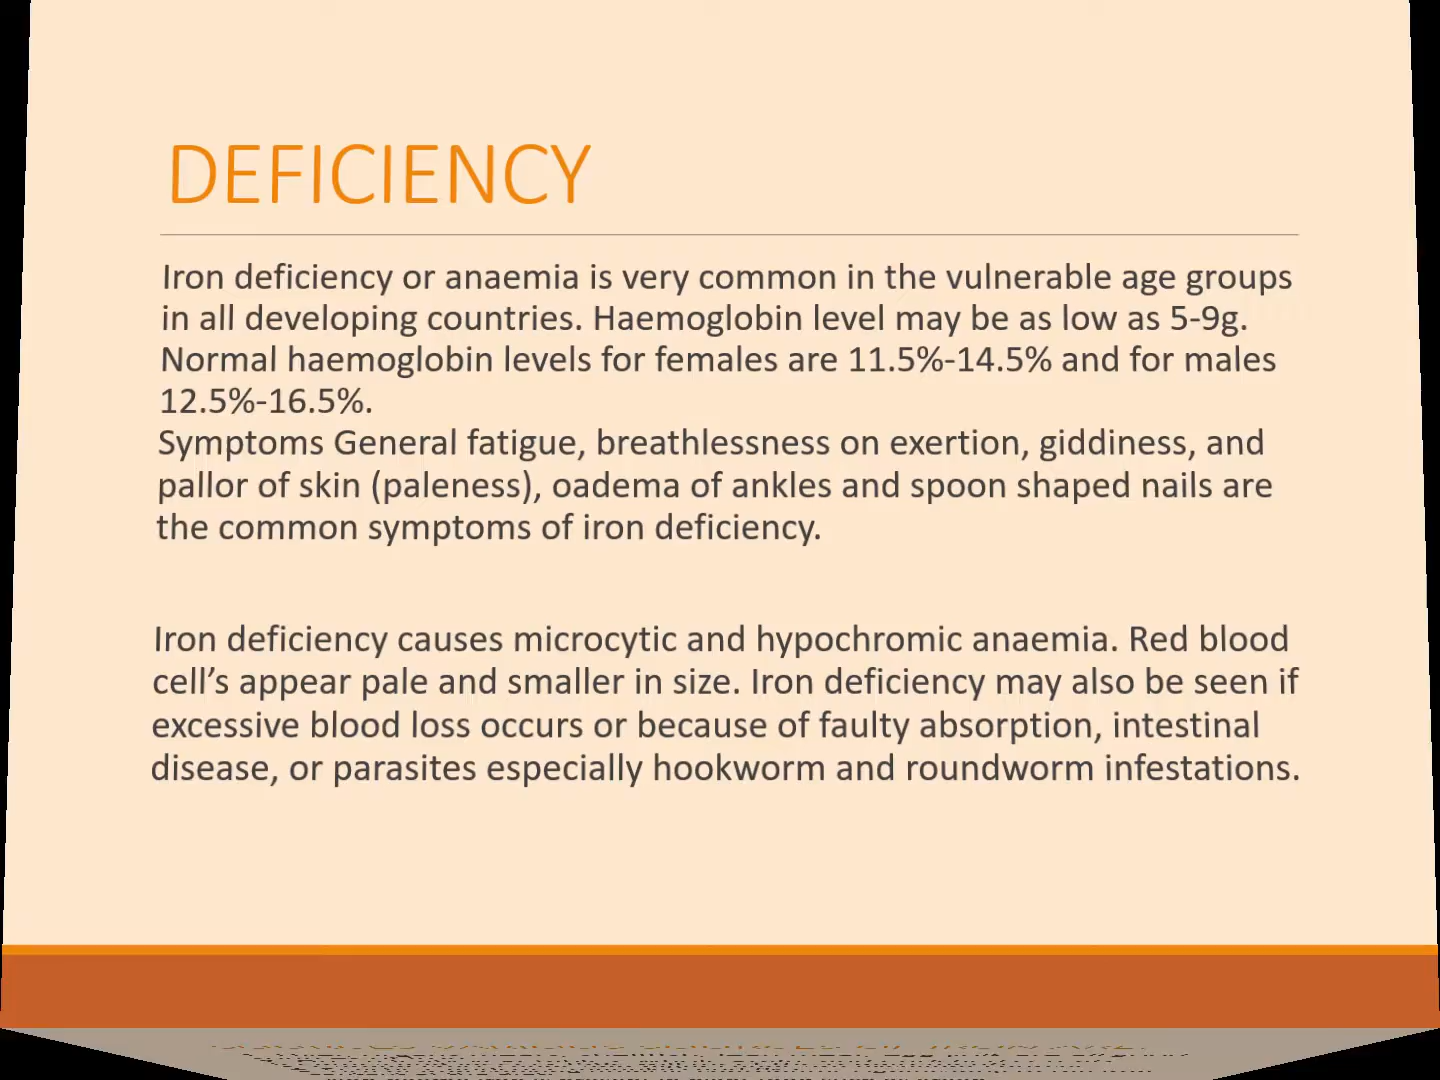 DEFICIENCY
Iron deficiency or anaemia is very common in the vulnerable age groups
in all developing countries. Haemoglobin level may be as low as 5-9g.
Normal haemoglobin levels for females are 11.5%-14.5% and for males
12.5%-16.5%.
Symptoms General fatigue, breathlessness on exertion, giddiness, and
pallor of skin (paleness), oadema of ankles and spoon shaped nails are
the common symptoms of iron deficiency.
Iron deficiency causes microcytic and hypochromic anaemia. Red blood
cell’s appear pale and smaller in size. Iron deficiency may also be seen if
excessive blood loss occurs or because of faulty absorption, intestinal
disease, or parasites especially hookworm and roundworm infestations.